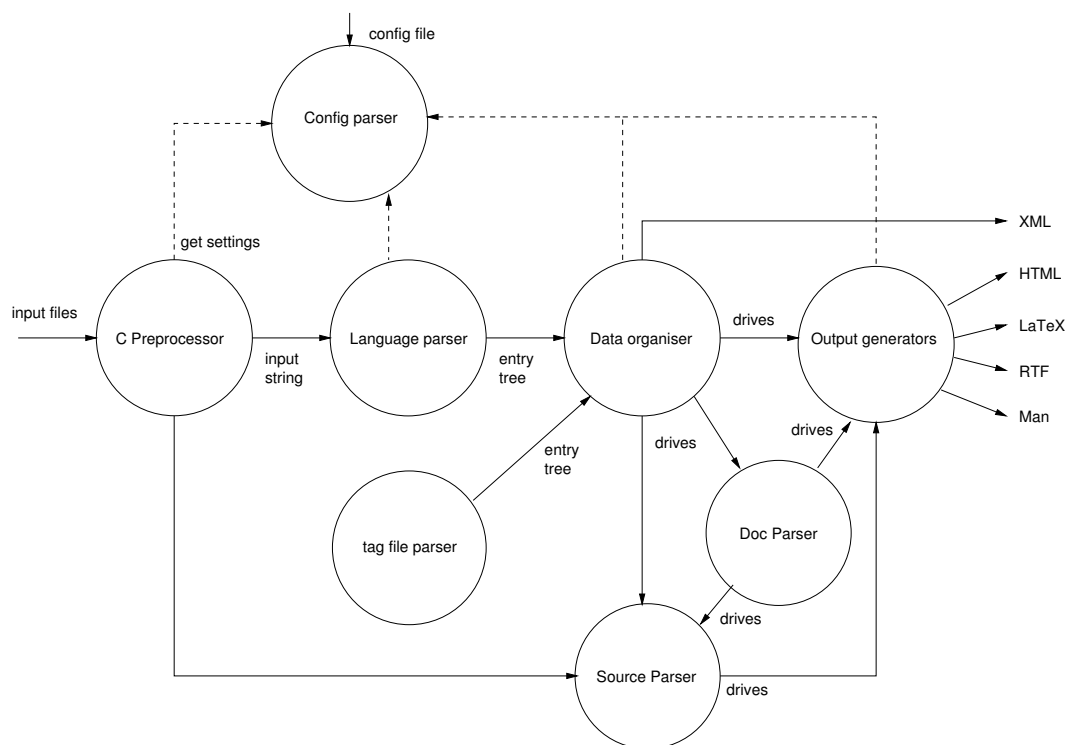 config file
Config parser
get settings
XML
input files
HTML
C Preprocessor
input
string
Language parser
entry
tree
Data organiser
drives
Output generators
LaTeX
RTF
Man
entry
tree
drives
drives
tag file parser
Doc Parser
drives
Source Parser
drives